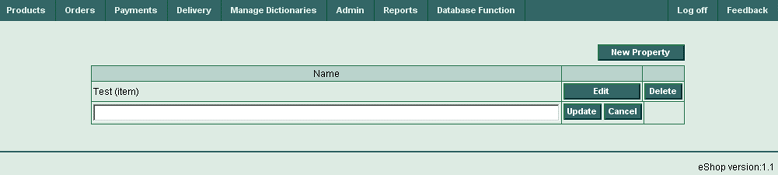 Products Orders Payments Delivery Manage Dictionaries Admin Reports Database Function Log off Feedback
New Property
Name
Test (item) Edit Delete
Update Cancel
eShop version:1.1